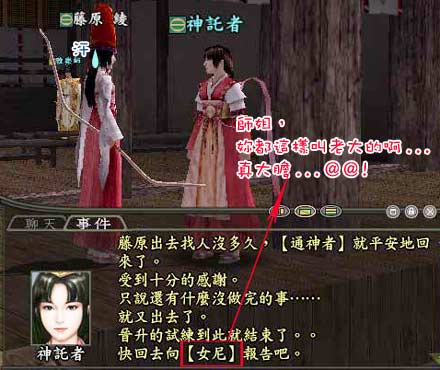 藤原 綾
神託者
汗
師姐，
妳都這樣叫老大的啊...
真大膽...@@!
聊天
事件
藤原出去找人沒多久，【通神者】就平安地回
來了。
受到十分的感謝。
只說還有什麼沒做完的事……
就又出去了。
晉升的試練到此就結束了。。
快回去向【女尼】報告吧。
神託者